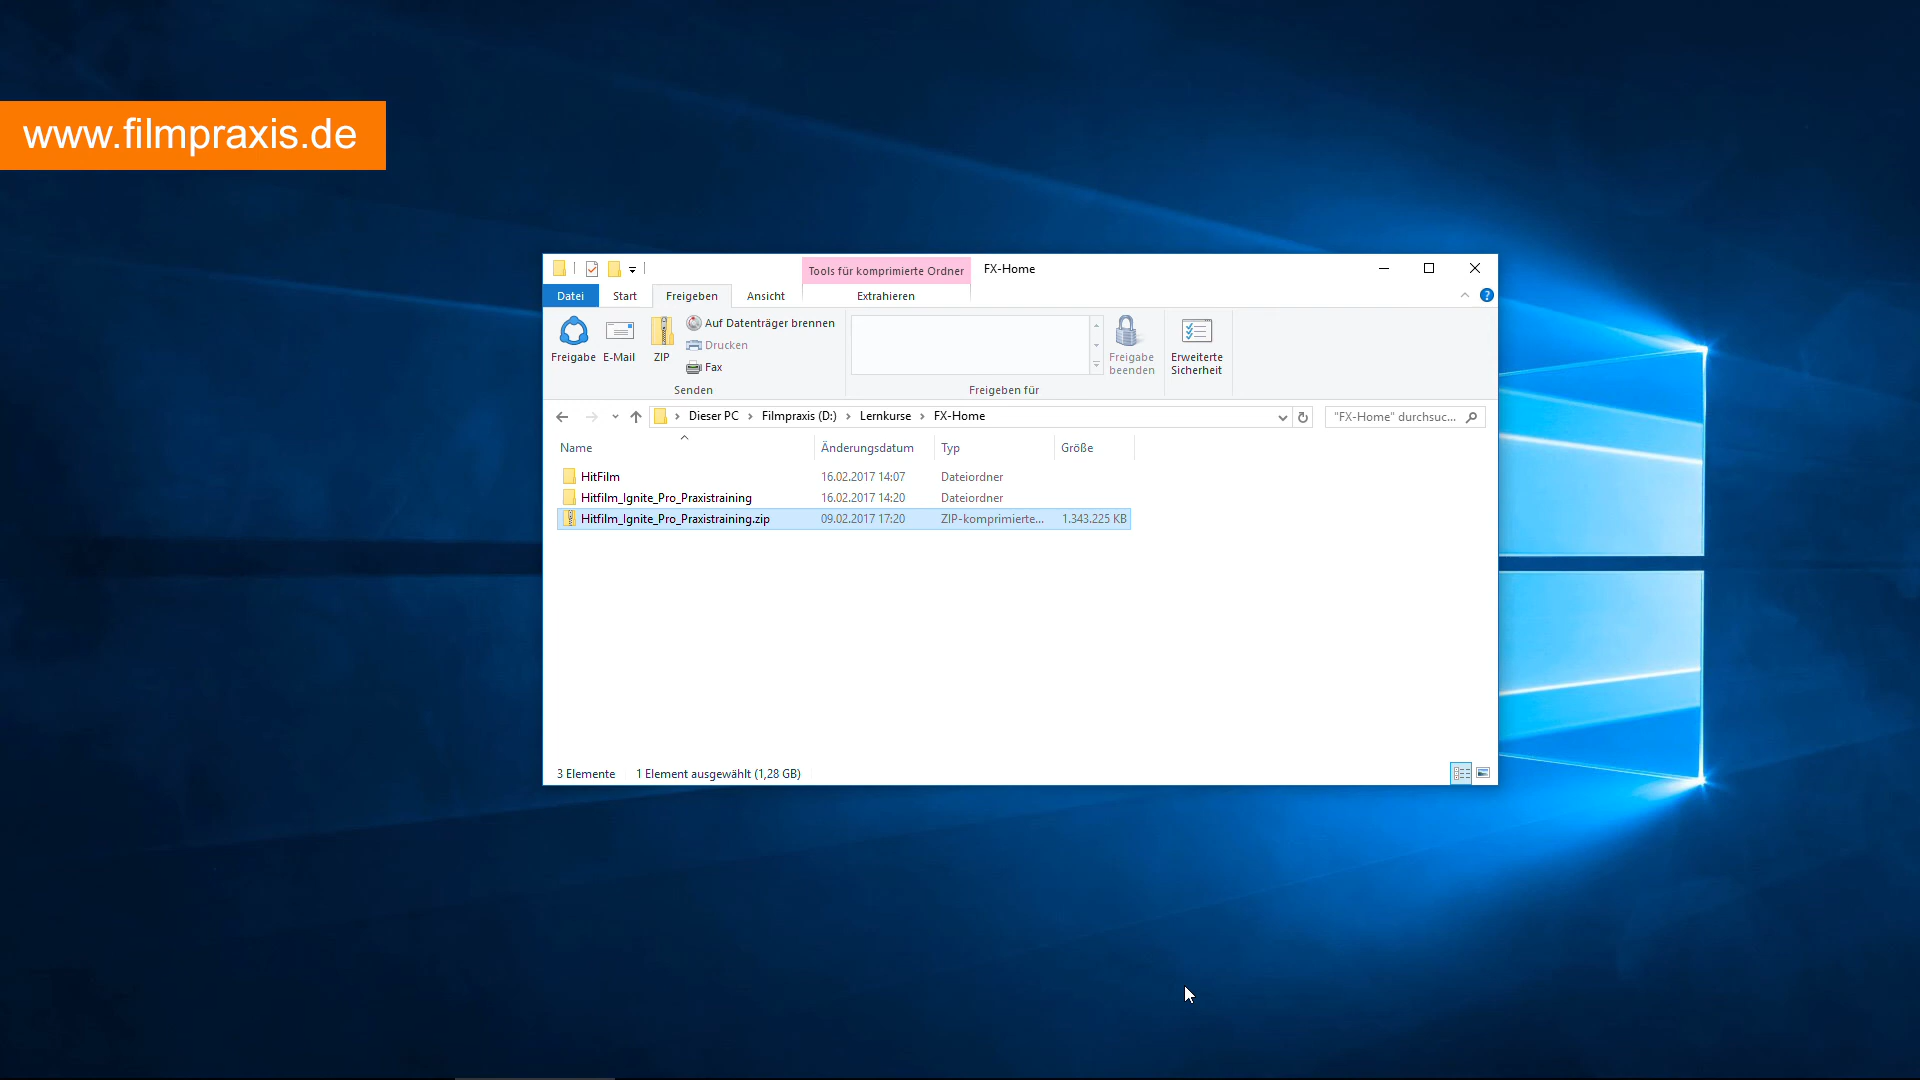 www.filmpraxis.de
Tools für komprimierte Ordner
FX-Home
Datei
Start
Freigeben
Ansicht
Extrahieren
Freigabe
E-Mail
ZIP
Auf Datenträger brennen
Drucken
Fax
Senden
Freigeben für
Freigabe
beenden
Erweiterte
Sicherheit
Dieser PC
Filmpraxis (D:)
Lernkurse
FX-Home
"FX-Home" durchsuc...
Name
Änderungsdatum
Typ
Größe
HitFilm
16.02.2017 14:07
Dateiordner
Hitfilm_Ignite_Pro_Praxistraining
16.02.2017 14:20
Dateiordner
Hitfilm_Ignite_Pro_Praxistraining.zip
09.02.2017 17:20
ZIP-komprimierte...
1.343.225 KB
3 Elemente
1 Element ausgewählt (1,28 GB)